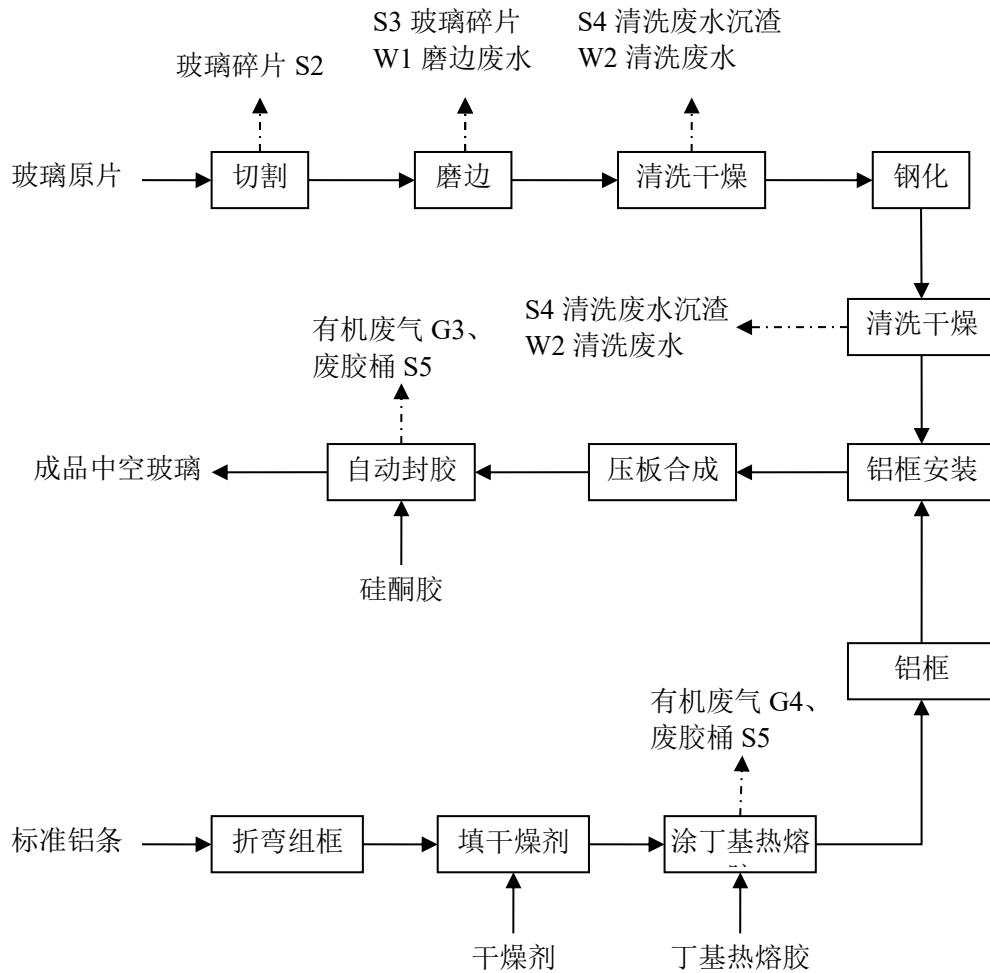 S3 玻璃碎片
W1 磨边废水
S4 清洗废水沉渣
W2 清洗废水
玻璃碎片 S2
玻璃原片
切割
磨边
清洗干燥
钢化
S4 清洗废水沉渣
W2 清洗废水
清洗干燥
有机废气 G3、
废胶桶 S5
成品中空玻璃
自动封胶
压板合成
铝框安装
硅酮胶
铝框
有机废气 G4、
废胶桶 S5
标准铝条
折弯组框
填干燥剂
涂丁基热熔
干燥剂
丁基热熔胶